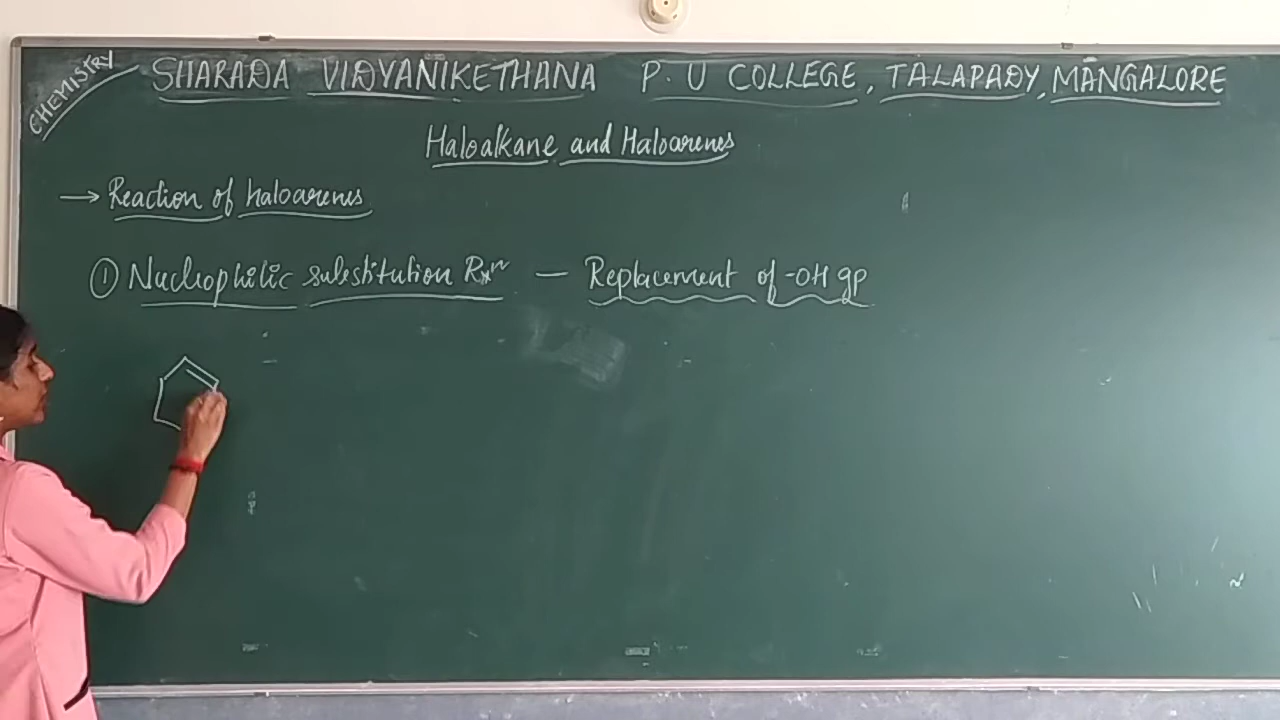 CHEMISTRY
SHARADA VIDYANIKETHANA P.U COLLEGE, TALAPADY, MANGALORE
Haloalkane and Haloarenes
→ Reaction of haloarenes
① Nucleophilic substitution Rxⁿ — Replacement of -OH gp